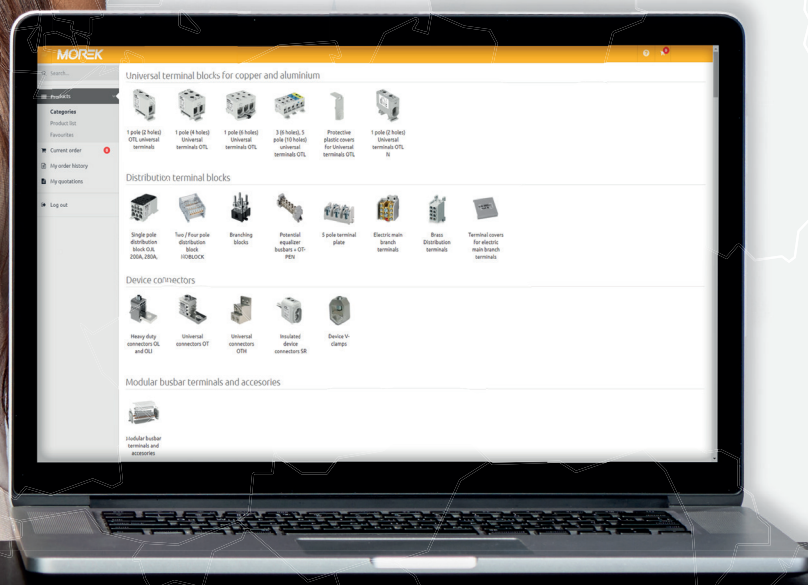 MOREK
Search...
Products
Categories
Product list
Favourites
Current order
My order history
My quotations
Log out
Universal terminal blocks for copper and aluminium
1 pole (2 holes)
OTL universal
terminals
1 pole (4 holes)
Universal
terminals OTL
1 pole (6 holes)
Universal
terminals OTL
3 (6 holes), 5
pole (10 holes)
universal
terminals OTL
Protective
plastic covers
for Universal
terminals OTL
1 pole (2 holes)
Universal
terminals OTL
N
Distribution terminal blocks
Single pole
distribution
block OJL
200A, 280A,
Two / Four pole
distribution
block
Branching
blocks
Potential
equalizer
busbars + OT-
PEN
5 pole terminal
plate
Electric main
branch
terminals
Brass
Distribution
terminals
Terminal covers
for electric
main branch
terminals
Device connectors
Heavy duty
connectors OL
and OLI
Universal
connectors OT
Universal
connectors
OTH
Insulated
device
connectors SR
Device V-
clamps
Modular busbar terminals and accesories
Modular busbar
terminals and
accesories